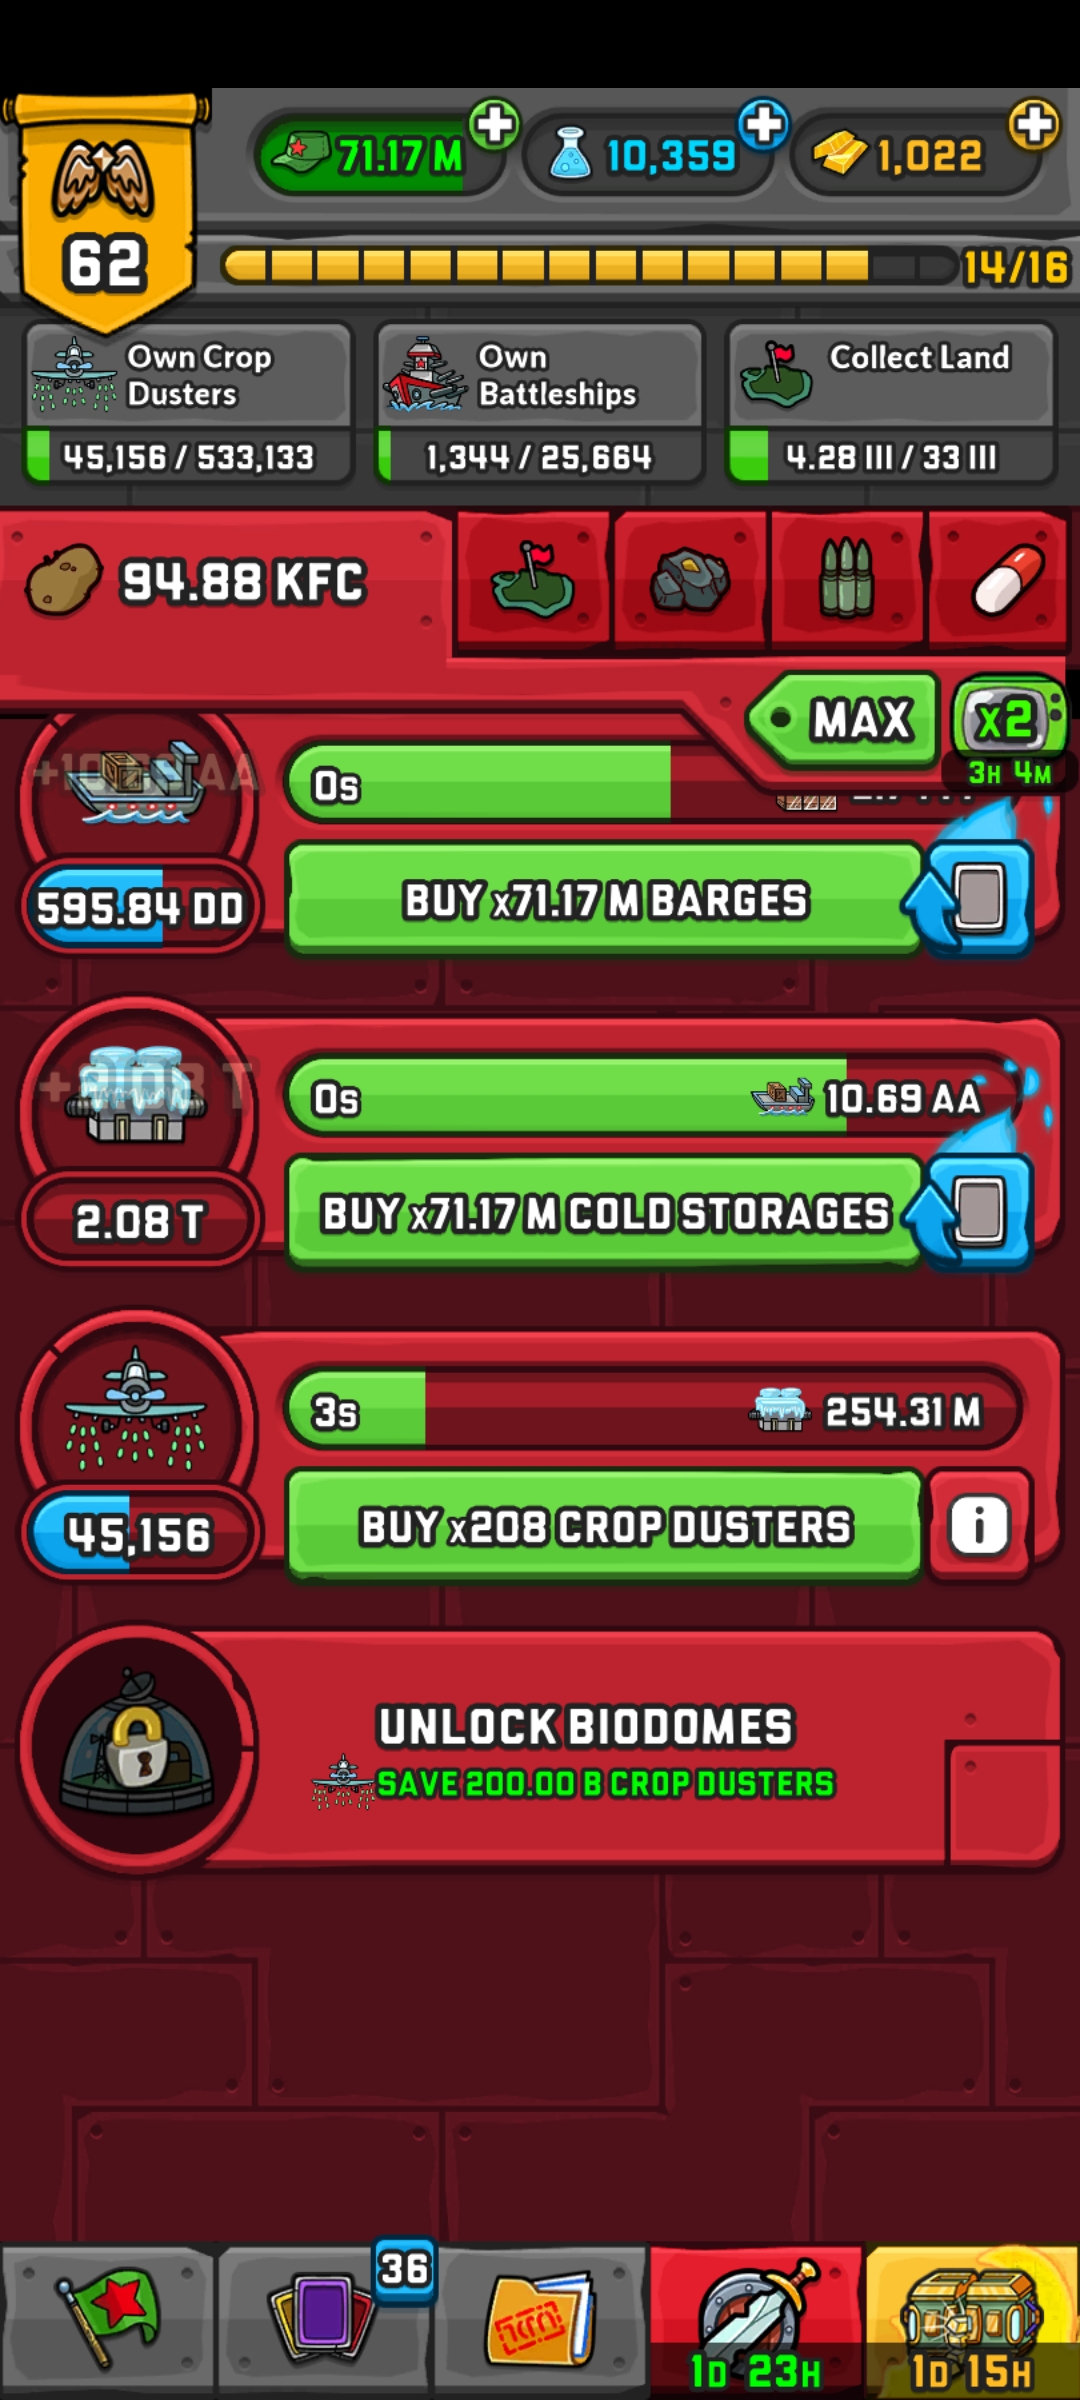 71.17 M
10,359
1,022
62
14/16
Own Crop
Dusters
45,156 / 533,133
Own
Battleships
1,344 / 25,664
Collect Land
4.28 III / 33 III
94.88 KFC
MAX
x2
3H 4M
0s
595.84 DD
BUY x71.17 M BARGES
0s
10.69 AA
2.08 T
BUY x71.17 M COLD STORAGES
3s
254.31 M
45,156
BUY x208 CROP DUSTERS
i
UNLOCK BIODOMES
SAVE 200.00 B CROP DUSTERS
36
1D 23H
1D 15H